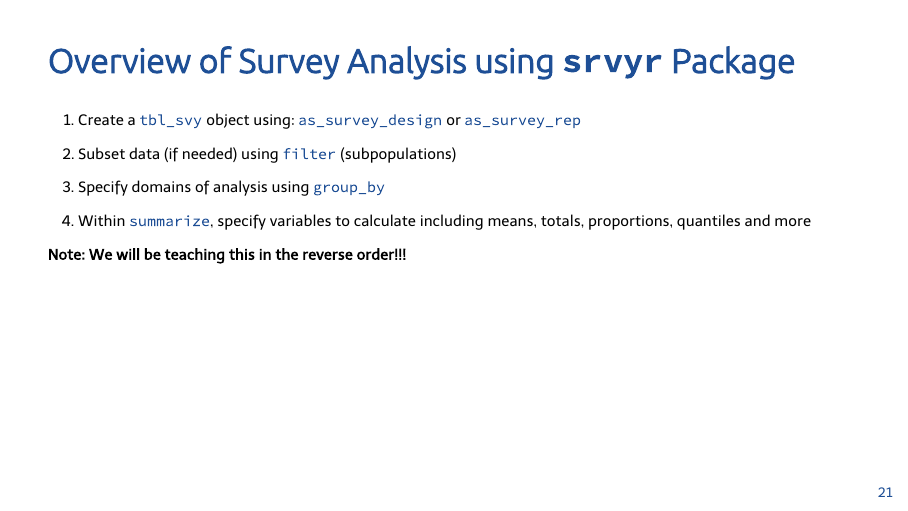 Overview of Survey Analysis using srvyr Package
1. Create a tbl_svy object using: as_survey_design or as_survey_rep
2. Subset data (if needed) using filter (subpopulations)
3. Specify domains of analysis using group_by
4. Within summarize, specify variables to calculate including means, totals, proportions, quantiles and more
Note: We will be teaching this in the reverse order!!!
21